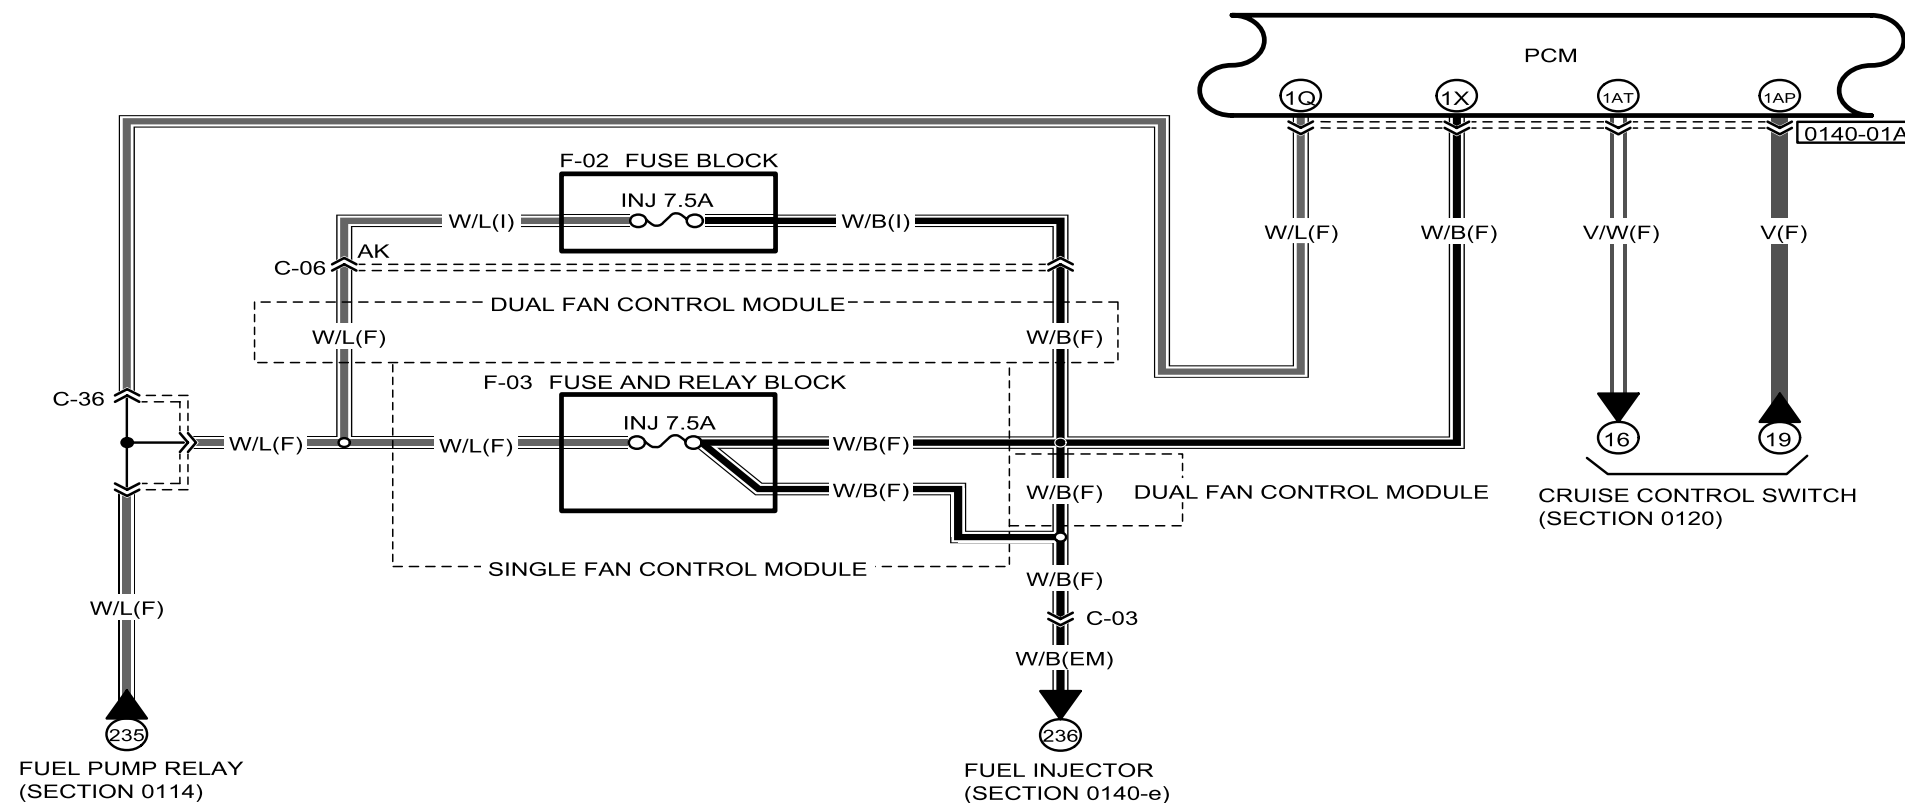 PCM
1Q 1X 1AT 1AP
0140-01A
F-02 FUSE BLOCK
INJ 7.5A
W/L(I) W/B(I)
W/L(F) W/B(F) V/W(F) V(F)
AK
C-06
DUAL FAN CONTROL MODULE
W/L(F) W/B(F)
F-03 FUSE AND RELAY BLOCK
C-36
INJ 7.5A
W/L(F) W/L(F) W/B(F)
16 19
W/B(F) W/B(F) DUAL FAN CONTROL MODULE
CRUISE CONTROL SWITCH
(SECTION 0120)
SINGLE FAN CONTROL MODULE
W/B(F)
W/L(F)
C-03
W/B(EM)
235 236
FUEL PUMP RELAY
(SECTION 0114)
FUEL INJECTOR
(SECTION 0140-e)